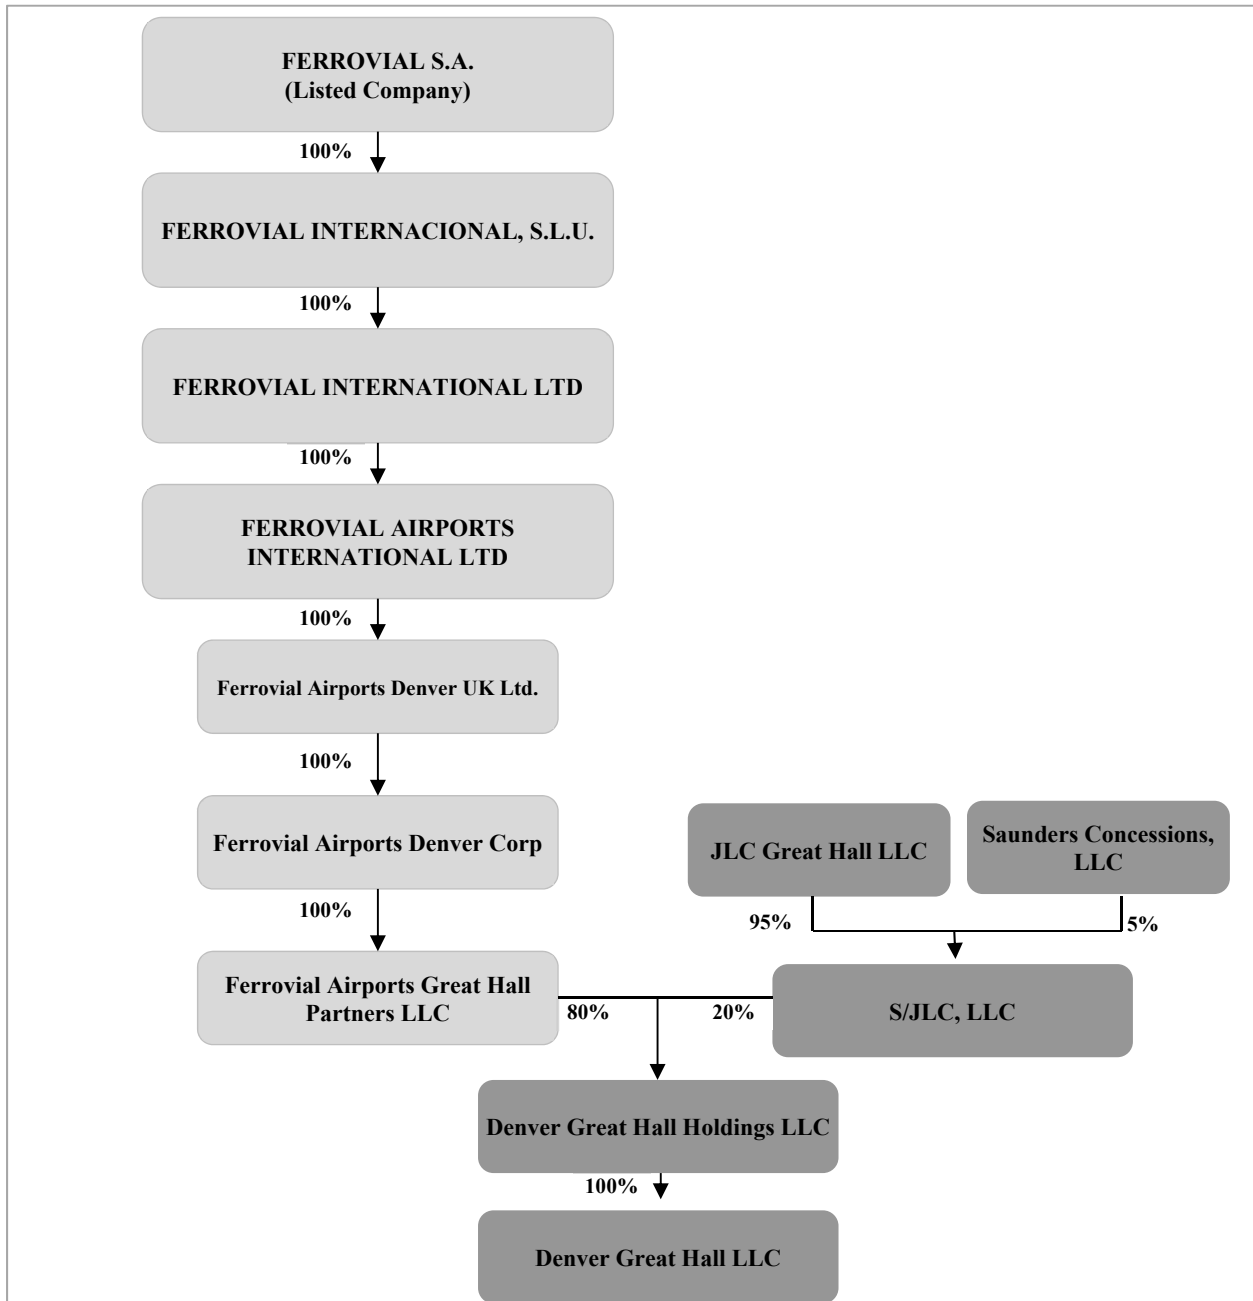 FERROVIAL S.A.
(Listed Company)
100%
FERROVIAL INTERNACIONAL, S.L.U.
100%
FERROVIAL INTERNATIONAL LTD
100%
FERROVIAL AIRPORTS
INTERNATIONAL LTD
100%
Ferrovial Airports Denver UK Ltd.
100%
Ferrovial Airports Denver Corp
100%
JLC Great Hall LLC
Saunders Concessions,
LLC
95%
5%
Ferrovial Airports Great Hall
Partners LLC
80%
20%
S/JLC, LLC
Denver Great Hall Holdings LLC
100%
Denver Great Hall LLC